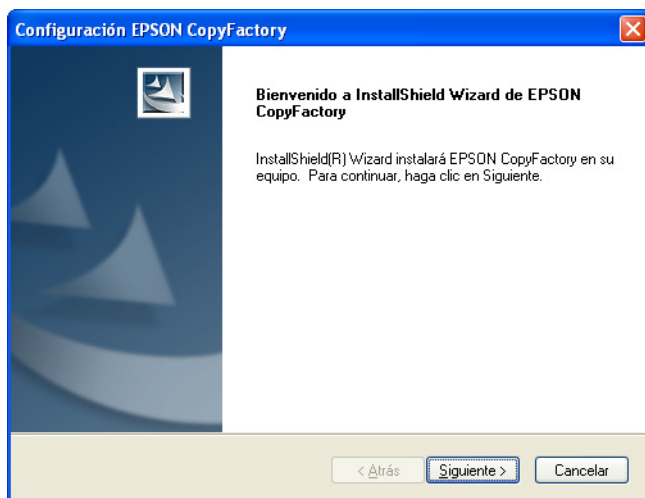 Configuración EPSON CopyFactory
Bienvenido a InstallShield Wizard de EPSON
CopyFactory
InstallShield(R) Wizard instalará EPSON CopyFactory en su
equipo. Para continuar, haga clic en Siguiente.
< Atrás
Siguiente >
Cancelar